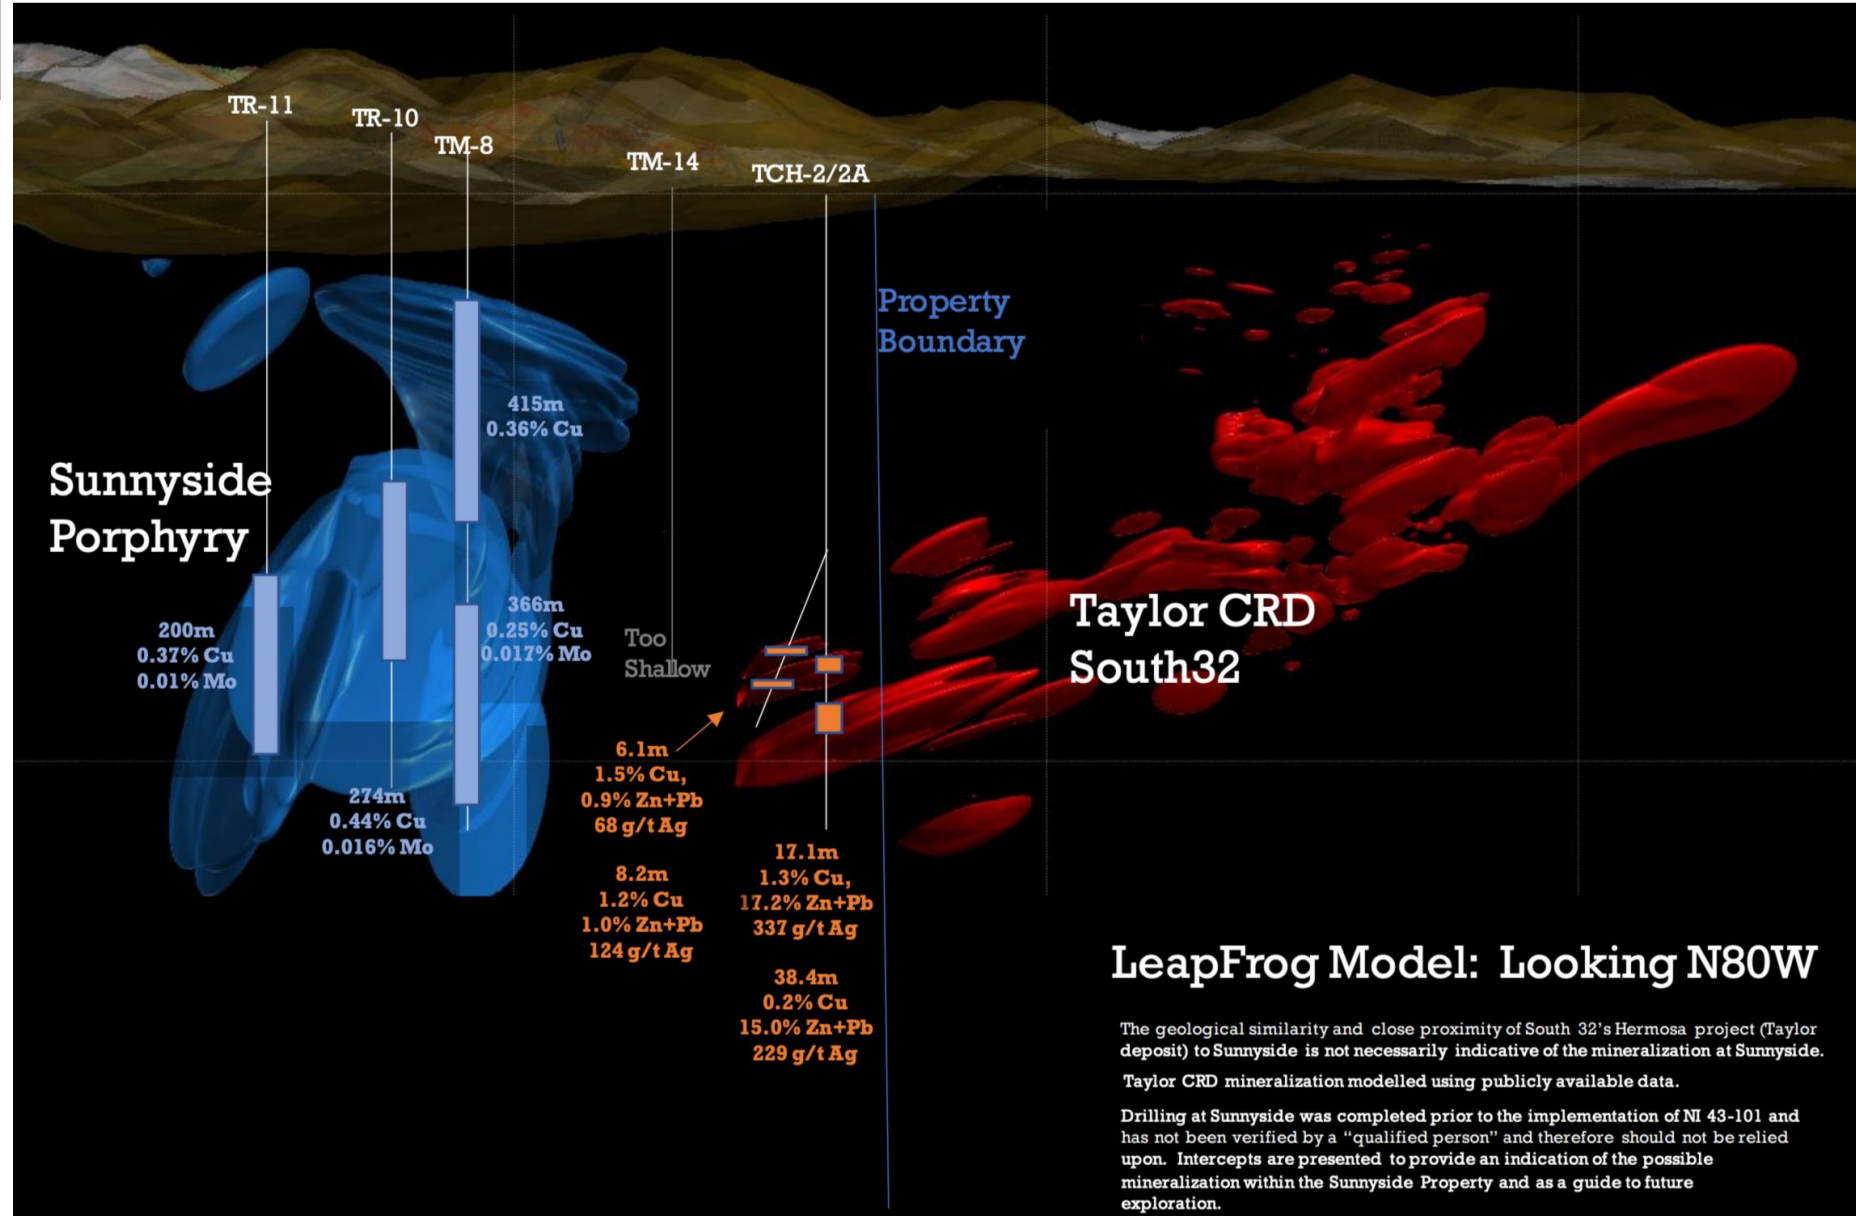 TR-11
TR-10
TM-8
TM-14
TCH-2/2A
Property
Boundary
415m
0.36% Cu
Sunnyside
Porphyry
366m
0.25% Cu
0.017% Mo
200m
0.37% Cu
0.01% Mo
Too
Shallow
Taylor CRD
South32
274m
0.44% Cu
0.016% Mo
6.1m
1.5% Cu,
0.9% Zn+Pb
68 g/t Ag
8.2m
1.2% Cu
1.0% Zn+Pb
124 g/t Ag
17.1m
1.3% Cu,
17.2% Zn+Pb
337 g/t Ag
38.4m
0.2% Cu
15.0% Zn+Pb
229 g/t Ag
LeapFrog Model: Looking N80W
The geological similarity and close proximity of South 32's Hermosa project (Taylor
deposit) to Sunnyside is not necessarily indicative of the mineralization at Sunnyside.
Taylor CRD mineralization modelled using publicly available data.
Drilling at Sunnyside was completed prior to the implementation of NI 43-101 and
has not been verified by a “qualified person” and therefore should not be relied
upon. Intercepts are presented to provide an indication of the possible
mineralization within the Sunnyside Property and as a guide to future
exploration.